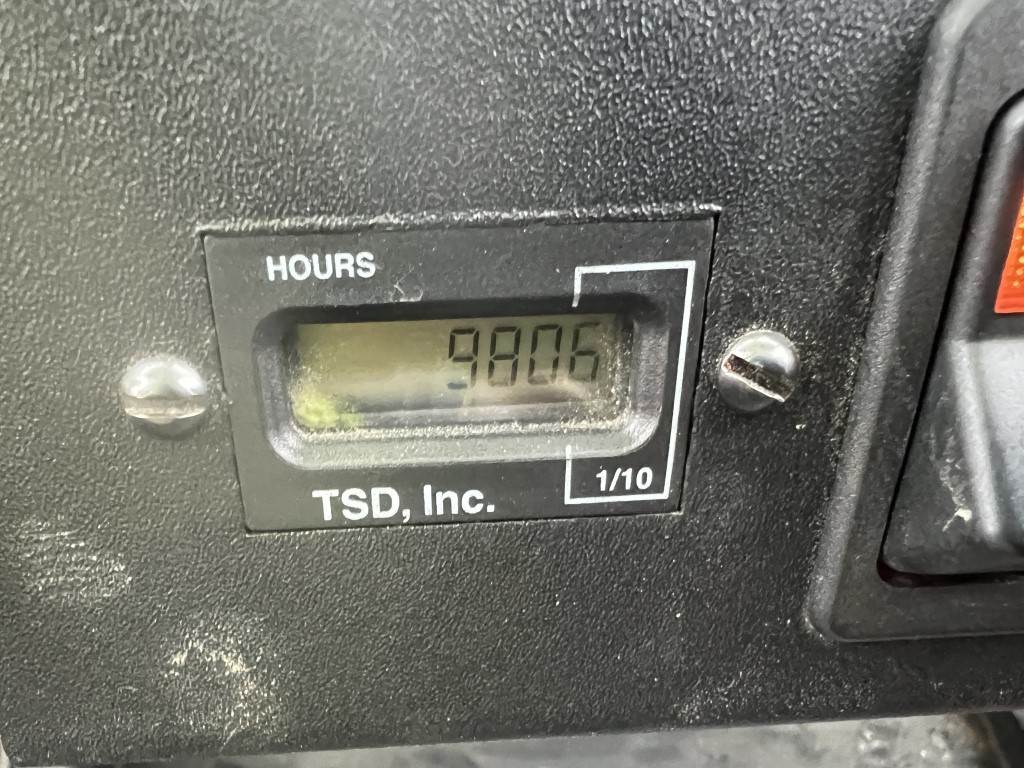 HOURS
9806
1/10
TSD, Inc.